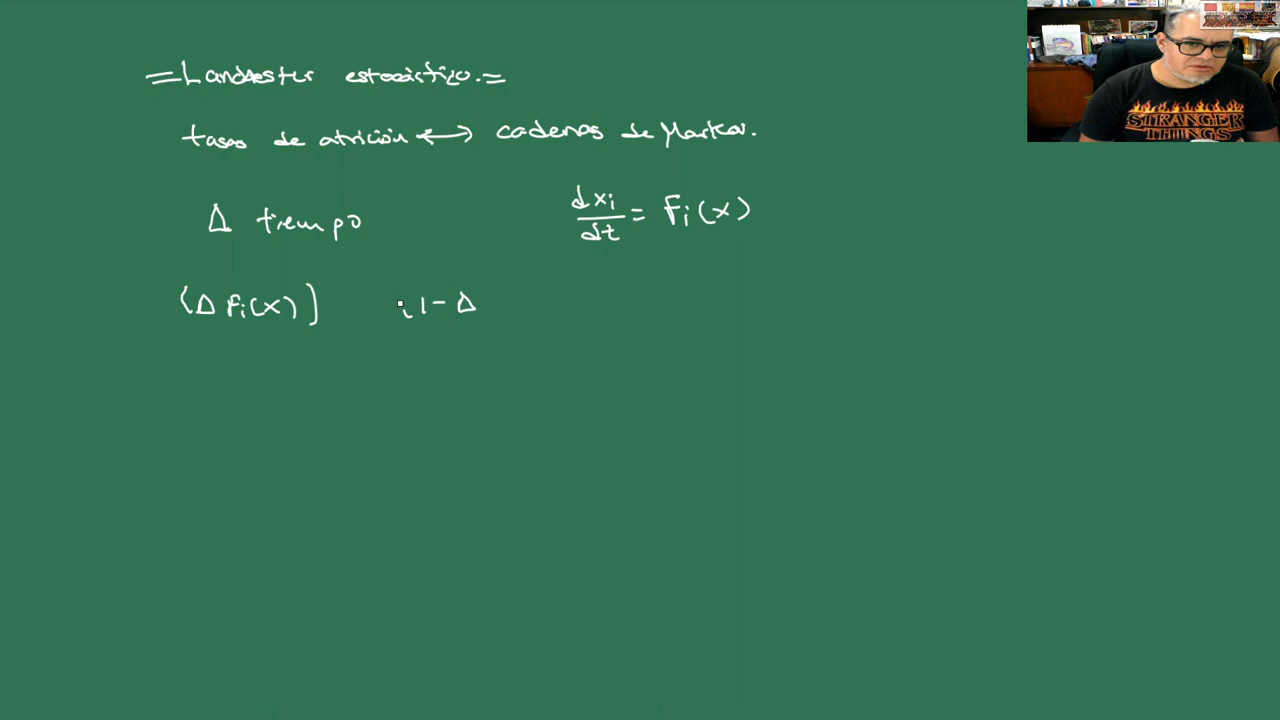 = Lanchester estocástico. =
tasas de atrición ↔ cadenas de Markov.
Δ tiempo
dxi/dt = Fi(x)
(Δ Fi(x)) i 1 - Δ
STRANGER
THINGS